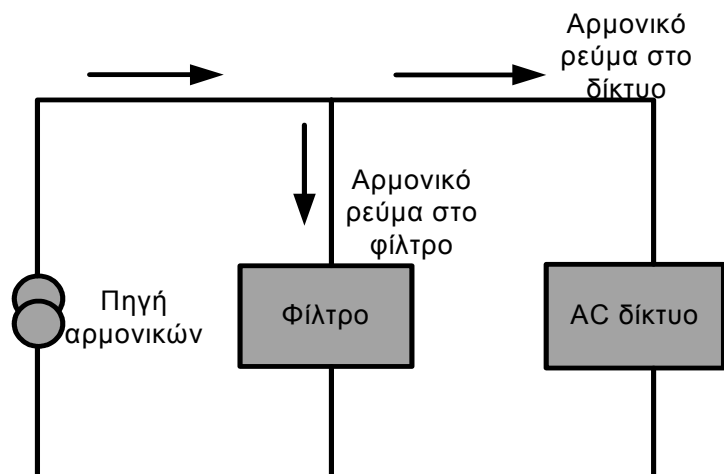 Αρμονικό
ρεύμα στο
δίκτυο
Αρμονικό
ρεύμα στο
φίλτρο
Πηγή
αρμονικών
Φίλτρο
AC δίκτυο